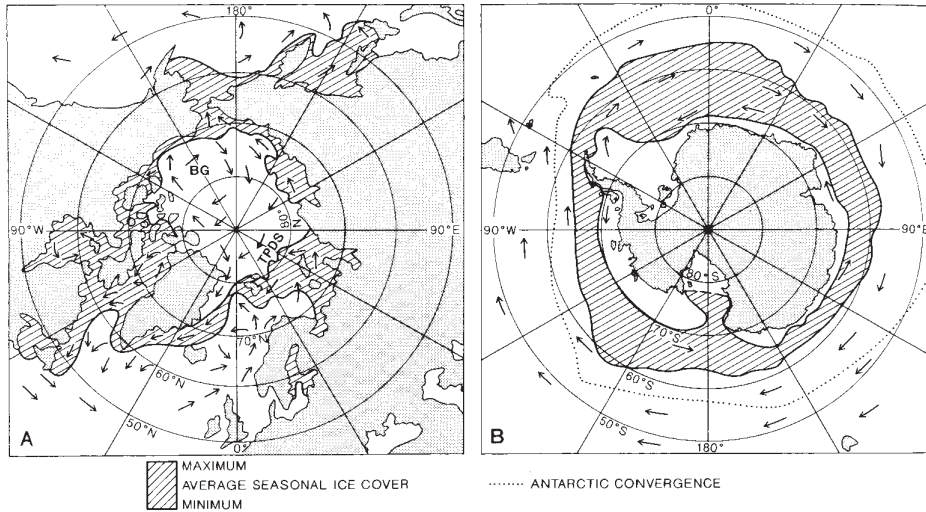 180°
BG
80°N
90°W
90°E
TPDS
70°N
60°N
50°N
0°
A
0°
90°W
90°E
80°S
70°S
60°S
50°S
180°
B
MAXIMUM
AVERAGE SEASONAL ICE COVER
MINIMUM
ANTARCTIC CONVERGENCE